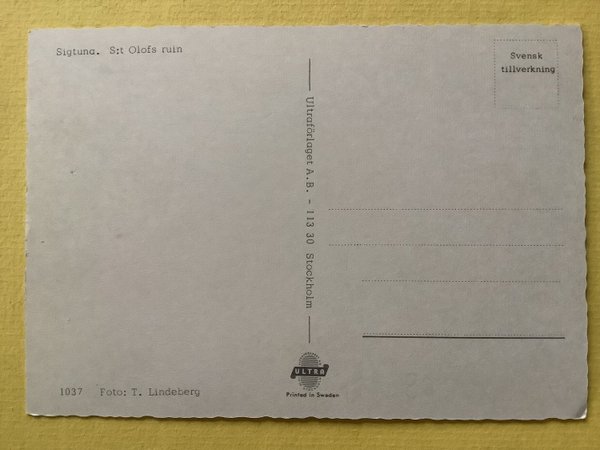 Sigtuna. S:t Olofs ruin
Svensk
tillverkning
Ultraförlaget A.B. - 113 30 Stockholm
1037 Foto: T. Lindeberg
ULTRA
Printed in Sweden